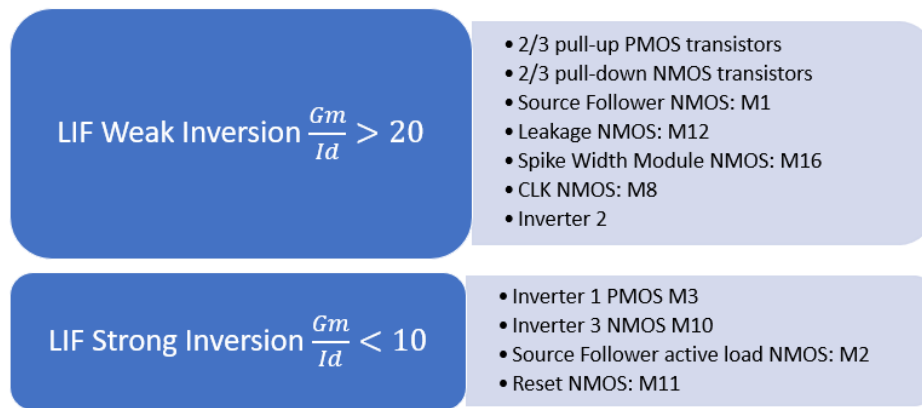 LIF Weak Inversion Gm/Id > 20
• 2/3 pull-up PMOS transistors
• 2/3 pull-down NMOS transistors
• Source Follower NMOS: M1
• Leakage NMOS: M12
• Spike Width Module NMOS: M16
• CLK NMOS: M8
• Inverter 2
LIF Strong Inversion Gm/Id < 10
• Inverter 1 PMOS M3
• Inverter 3 NMOS M10
• Source Follower active load NMOS: M2
• Reset NMOS: M11